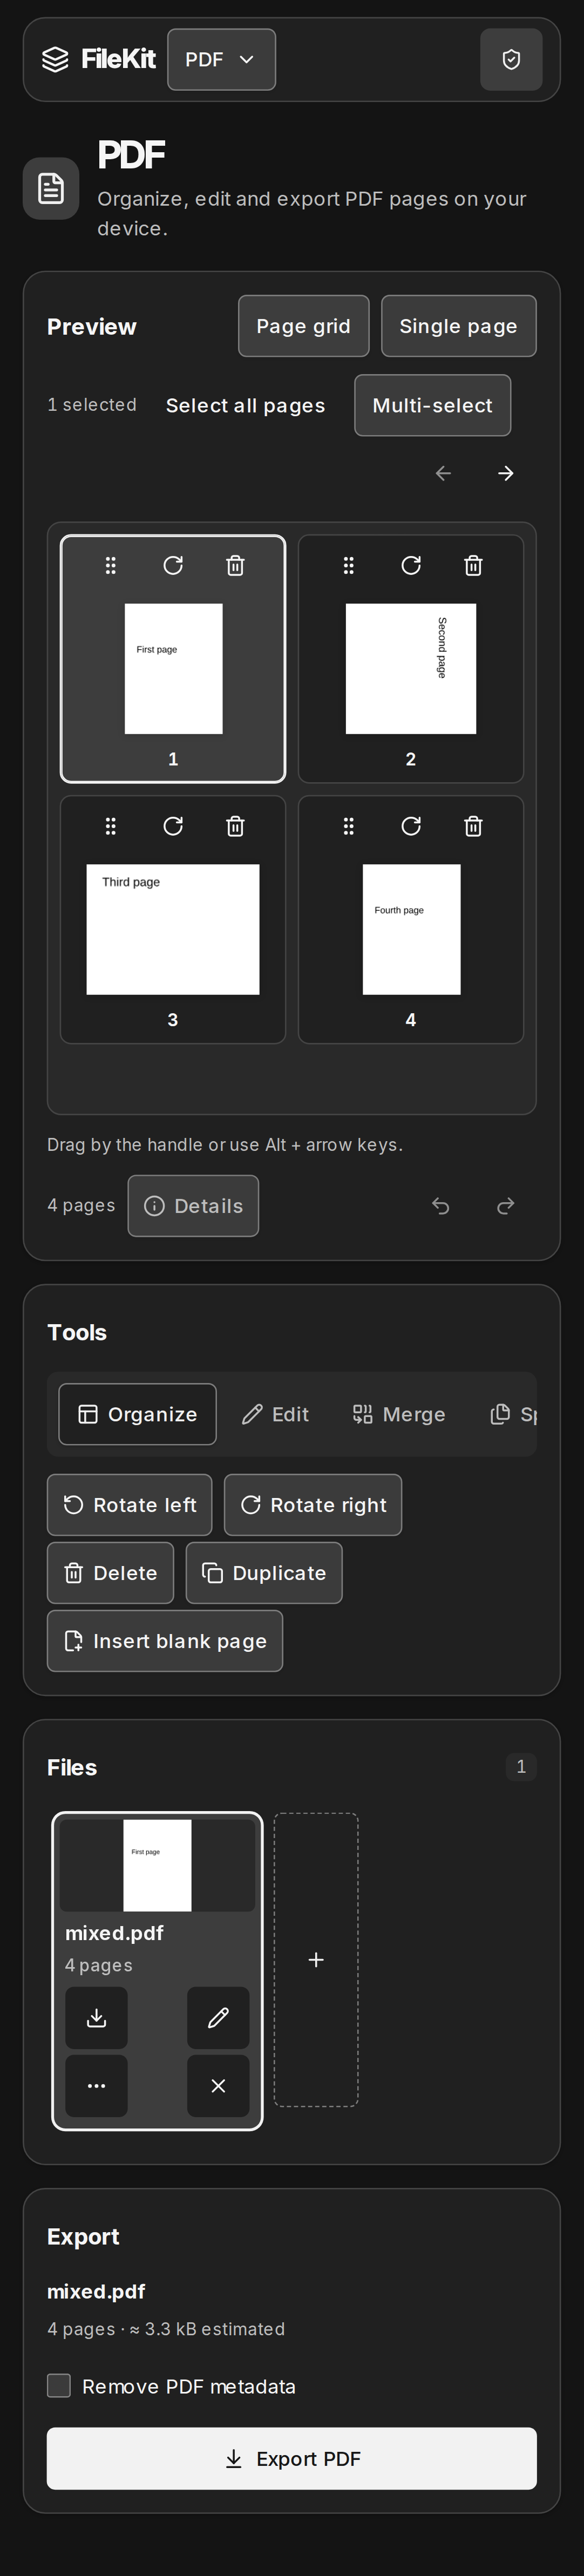 FileKit
PDF
PDF
Organize, edit and export PDF pages on your
device.
Preview
Page grid
Single page
1 selected
Select all pages
Multi-select
First page
1
Second page
2
Third page
3
Fourth page
4
Drag by the handle or use Alt + arrow keys.
4 pages
Details
Tools
Organize
Edit
Merge
Sp
Rotate left
Rotate right
Delete
Duplicate
Insert blank page
Files
1
First page
mixed.pdf
4 pages
Export
mixed.pdf
4 pages · ≈ 3.3 kB estimated
Remove PDF metadata
Export PDF